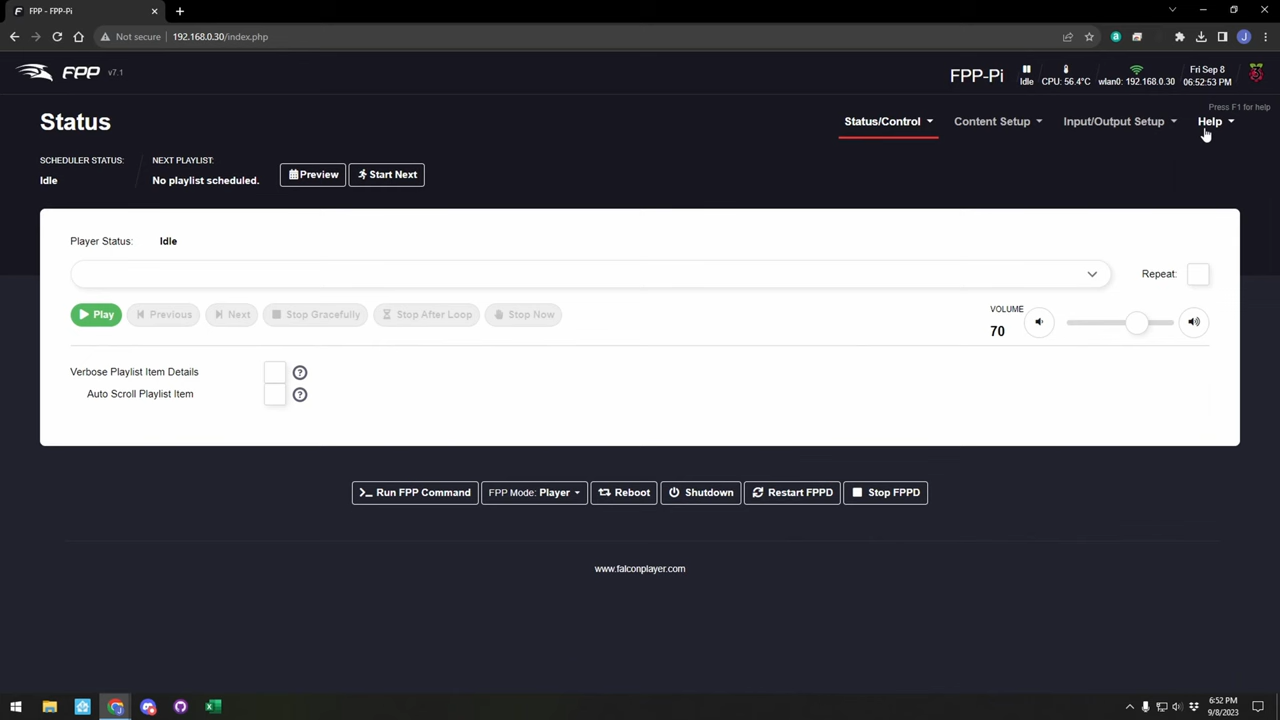 FPP - FPP-Pi
Not secure
192.168.0.30/index.php
J
FPP v7.1
FPP-Pi
Idle
CPU: 56.4°C
wlan0: 192.168.0.30
Fri Sep 8
06:52:53 PM
Press F1 for help
Status
Status/Control
Content Setup
Input/Output Setup
Help
SCHEDULER STATUS:
Idle
NEXT PLAYLIST:
No playlist scheduled.
Preview
Start Next
Player Status: Idle
Repeat:
Play
Previous
Next
Stop Gracefully
Stop After Loop
Stop Now
VOLUME
70
Verbose Playlist Item Details
Auto Scroll Playlist Item
Run FPP Command
FPP Mode: Player
Reboot
Shutdown
Restart FPPD
Stop FPPD
www.falconplayer.com
6:52 PM
9/8/2023